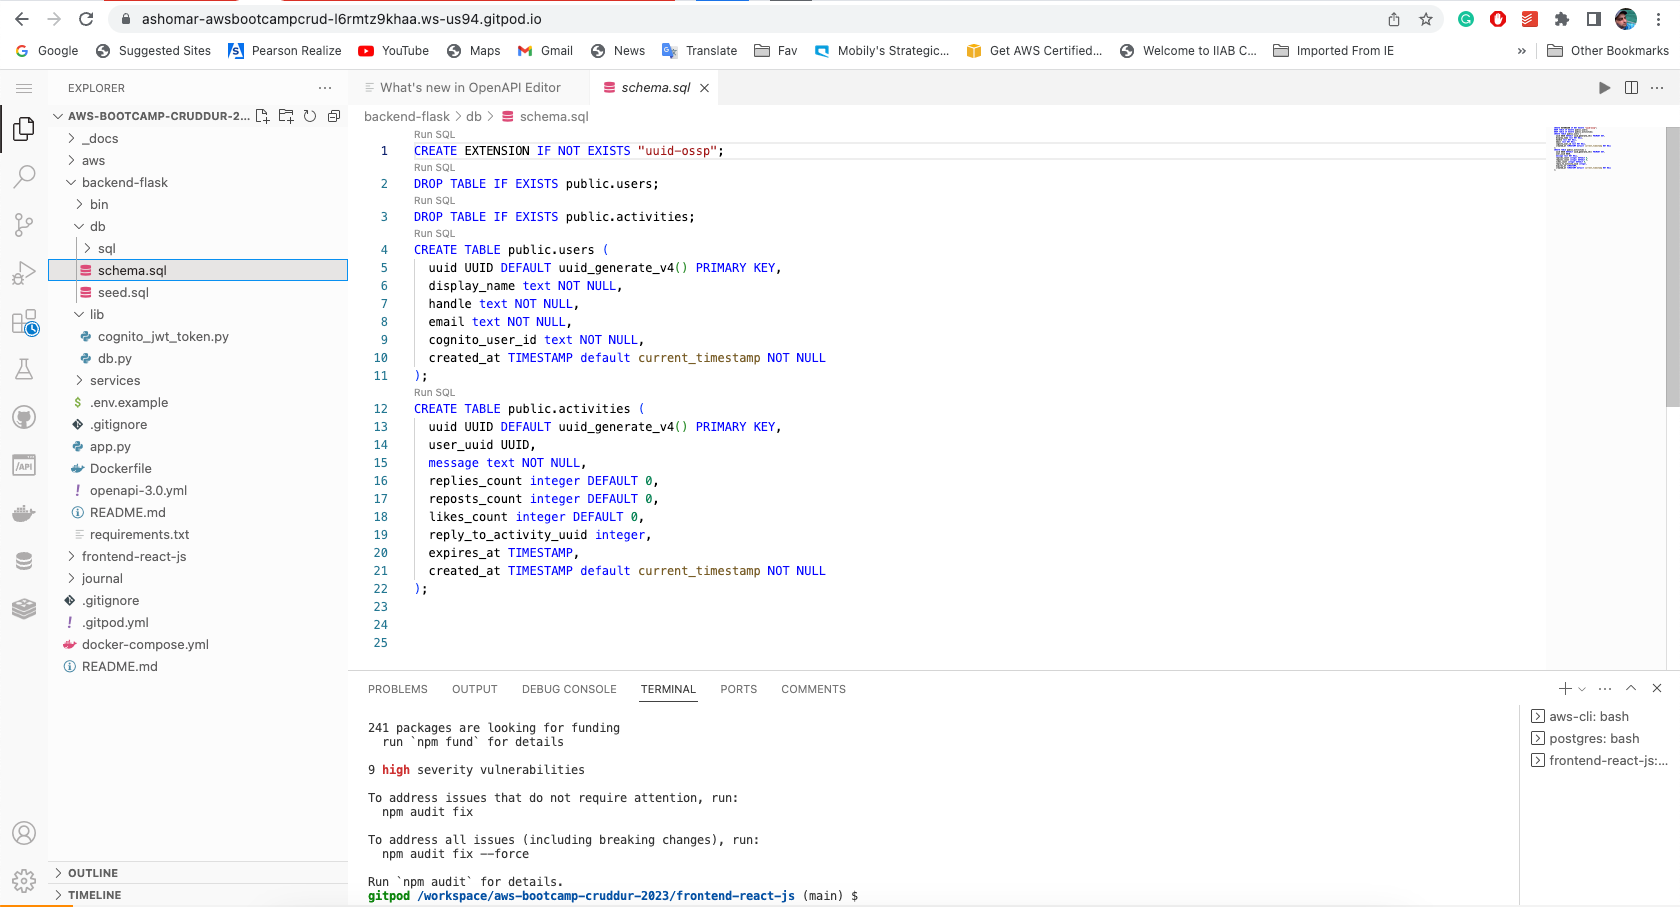 ashomar-awsbootcampcrud-l6rmtz9khaa.ws-us94.gitpod.io
Google Suggested Sites Pearson Realize YouTube Maps Gmail News Translate Fav Mobily's Strategic... Get AWS Certified... Welcome to IIAB C... Imported From IE » Other Bookmarks
EXPLORER ...
AWS-BOOTCAMP-CRUDDUR-2...
_docs
aws
backend-flask
bin
db
sql
schema.sql
seed.sql
lib
cognito_jwt_token.py
db.py
services
.env.example
.gitignore
app.py
Dockerfile
openapi-3.0.yml
README.md
requirements.txt
frontend-react-js
journal
.gitignore
.gitpod.yml
docker-compose.yml
README.md
OUTLINE
TIMELINE
What's new in OpenAPI Editor schema.sql
backend-flask > db > schema.sql
Run SQL
1 CREATE EXTENSION IF NOT EXISTS "uuid-ossp";
Run SQL
2 DROP TABLE IF EXISTS public.users;
Run SQL
3 DROP TABLE IF EXISTS public.activities;
Run SQL
4 CREATE TABLE public.users (
5 uuid UUID DEFAULT uuid_generate_v4() PRIMARY KEY,
6 display_name text NOT NULL,
7 handle text NOT NULL,
8 email text NOT NULL,
9 cognito_user_id text NOT NULL,
10 created_at TIMESTAMP default current_timestamp NOT NULL
11 );
Run SQL
12 CREATE TABLE public.activities (
13 uuid UUID DEFAULT uuid_generate_v4() PRIMARY KEY,
14 user_uuid UUID,
15 message text NOT NULL,
16 replies_count integer DEFAULT 0,
17 reposts_count integer DEFAULT 0,
18 likes_count integer DEFAULT 0,
19 reply_to_activity_uuid integer,
20 expires_at TIMESTAMP,
21 created_at TIMESTAMP default current_timestamp NOT NULL
22 );
23
24
25
PROBLEMS OUTPUT DEBUG CONSOLE TERMINAL PORTS COMMENTS
241 packages are looking for funding
run `npm fund` for details
9 high severity vulnerabilities
To address issues that do not require attention, run:
npm audit fix
To address all issues (including breaking changes), run:
npm audit fix --force
Run `npm audit` for details.
gitpod /workspace/aws-bootcamp-cruddur-2023/frontend-react-js (main) $
aws-cli: bash
postgres: bash
frontend-react-js:...
/API